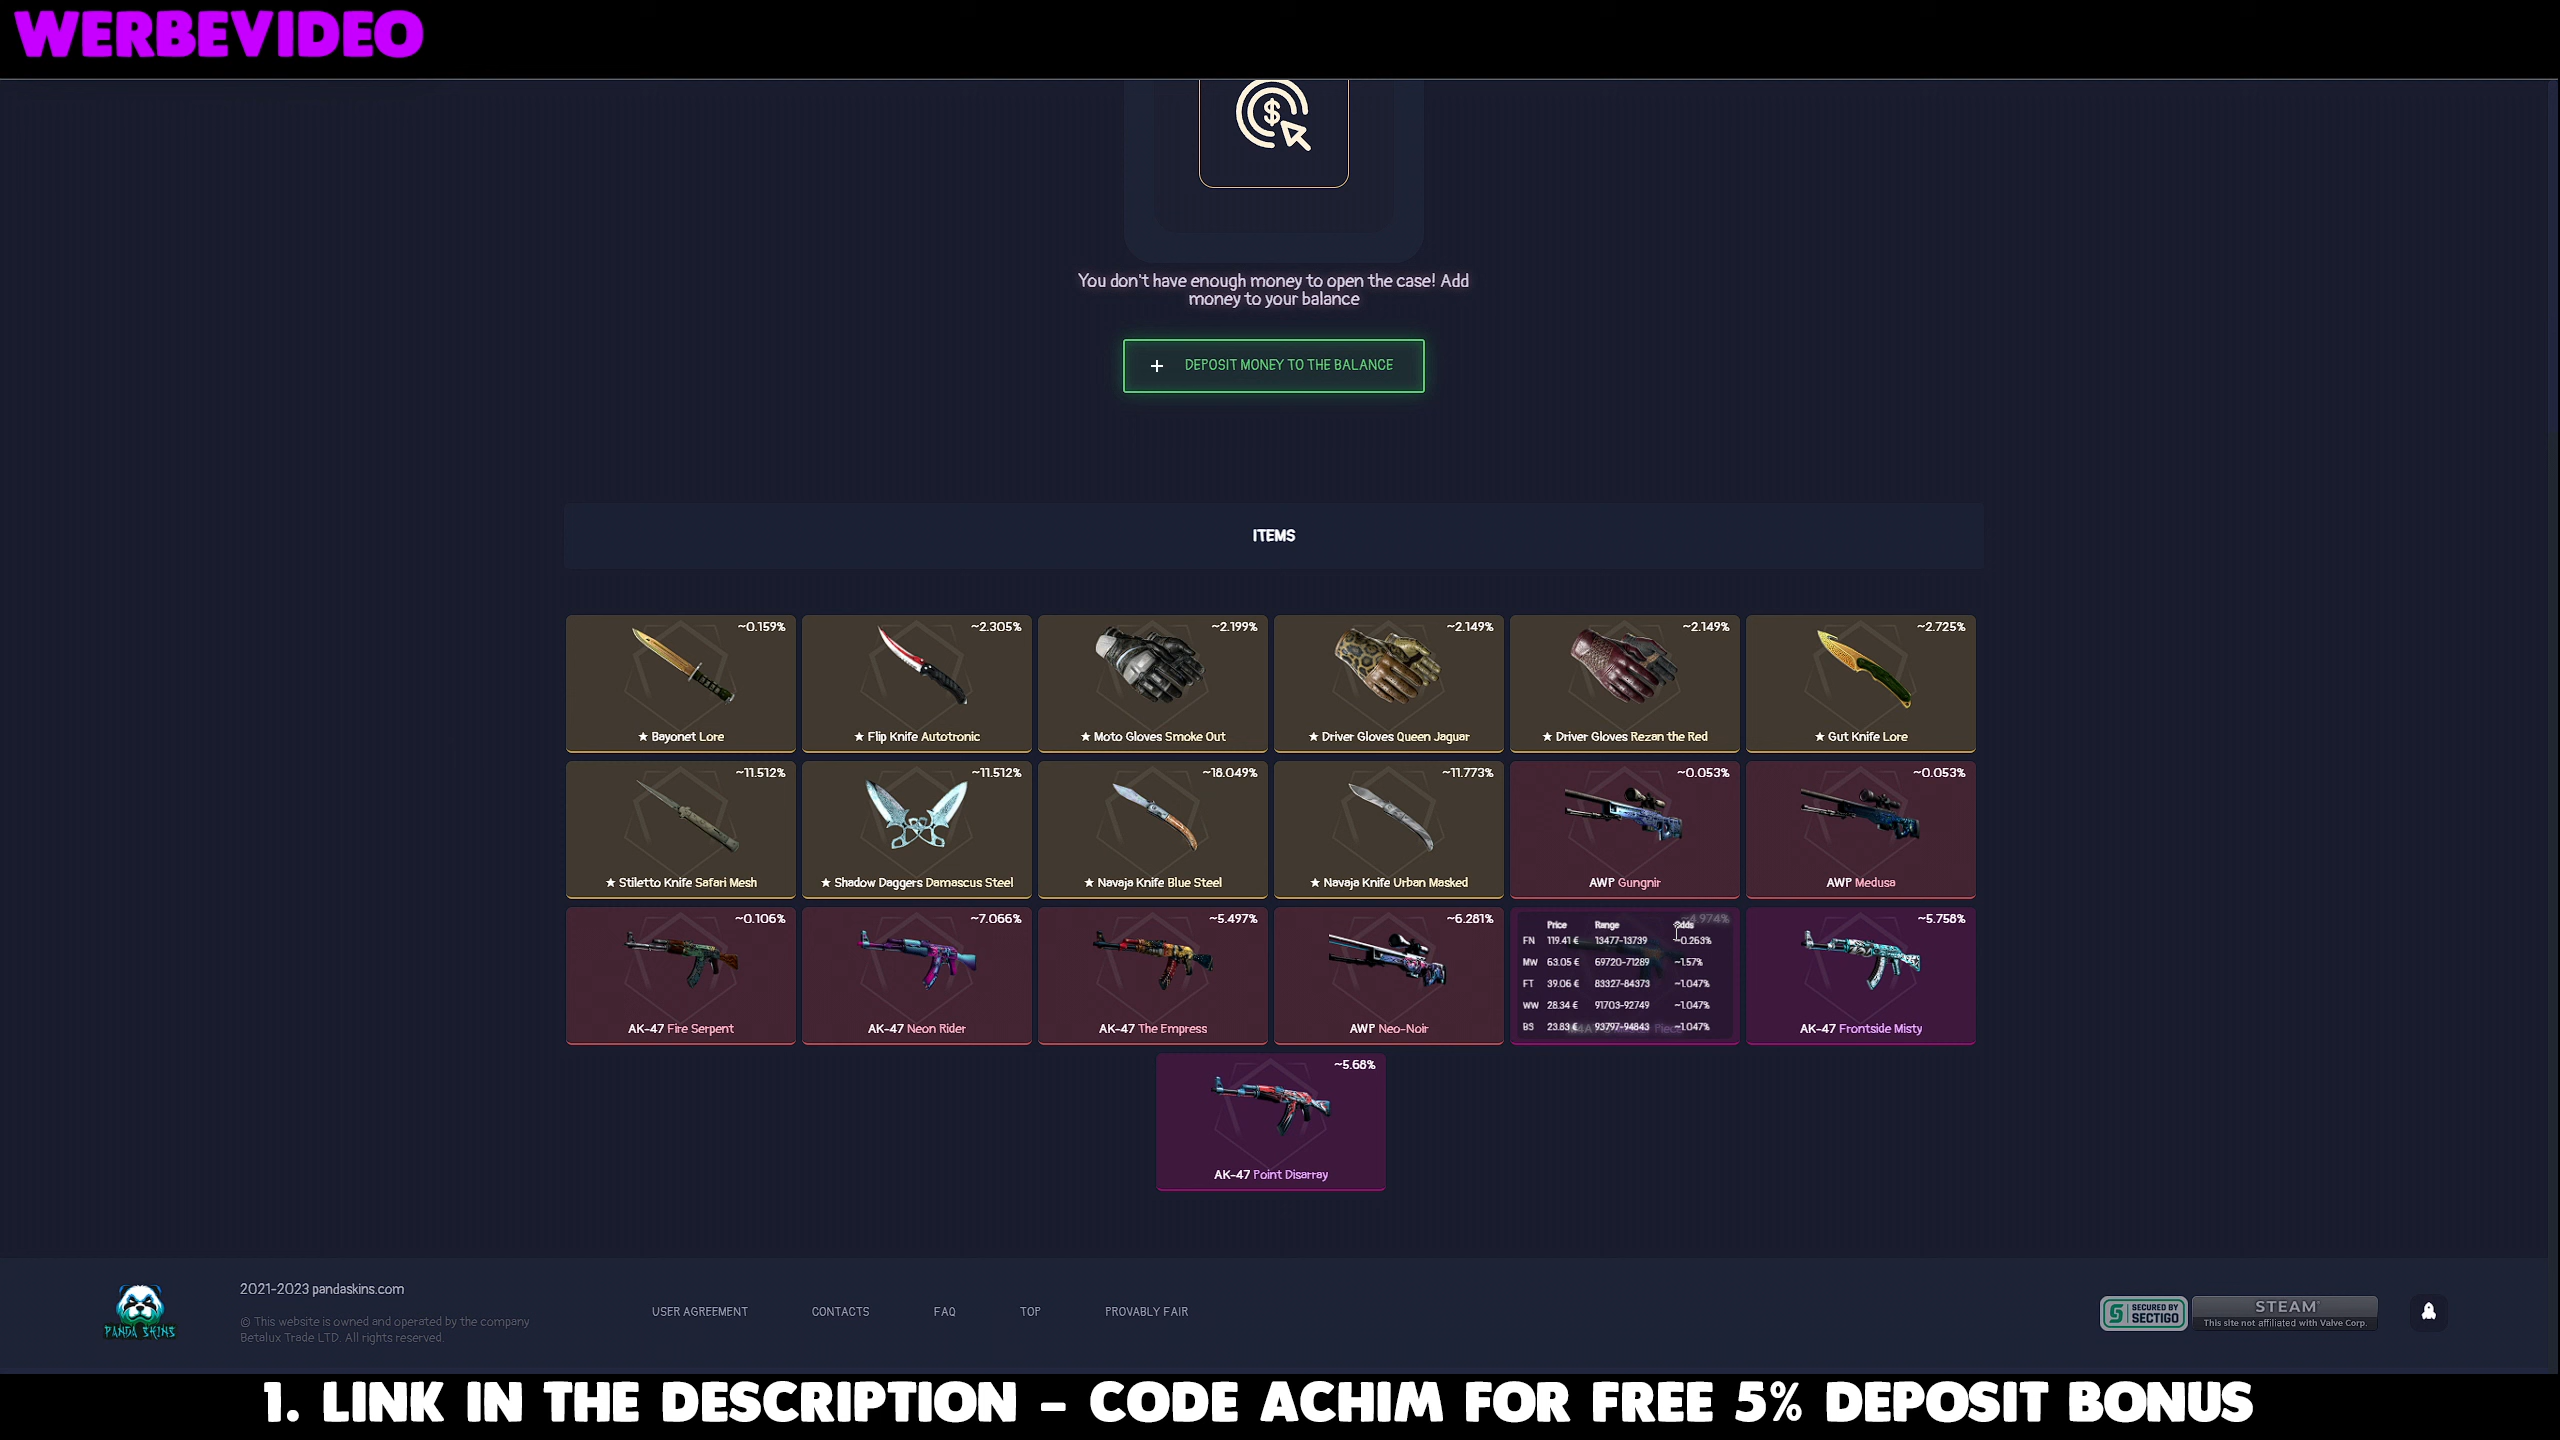 WERBEVIDEO
You don't have enough money to open the case! Add
money to your balance
+ DEPOSIT MONEY TO THE BALANCE
ITEMS
~0.159%
★ Bayonet Lore
~2.305%
★ Flip Knife Autotronic
~2.199%
★ Moto Gloves Smoke Out
~2.149%
★ Driver Gloves Queen Jaguar
~2.149%
★ Driver Gloves Rezan the Red
~2.725%
★ Gut Knife Lore
~11.512%
★ Stiletto Knife Safari Mesh
~11.512%
★ Shadow Daggers Damascus Steel
~18.049%
★ Navaja Knife Blue Steel
~11.773%
★ Navaja Knife Urban Masked
~0.053%
AWP Gungnir
~0.053%
AWP Medusa
~0.106%
AK-47 Fire Serpent
~7.066%
AK-47 Neon Rider
~5.497%
AK-47 The Empress
~6.281%
AWP Neo-Noir
~4.974%
Price Range Odds
FN 119.41 € 13477-13739 ~0.263%
MW 63.05 € 69720-71289 ~1.57%
FT 39.06 € 83327-84373 ~1.047%
WW 28.34 € 91703-92749 ~1.047%
BS 23.83 € 93797-94843 ~1.047%
~5.758%
AK-47 Frontside Misty
~5.68%
AK-47 Point Disarray
PANDA SKINS
2021-2023 pandaskins.com
© This website is owned and operated by the company
Betalux Trade LTD. All rights reserved.
USER AGREEMENT CONTACTS FAQ TOP PROVABLY FAIR
SECURED BY
SECTIGO
STEAM
This site not affiliated with Valve Corp.
1. LINK IN THE DESCRIPTION - CODE ACHIM FOR FREE 5% DEPOSIT BONUS